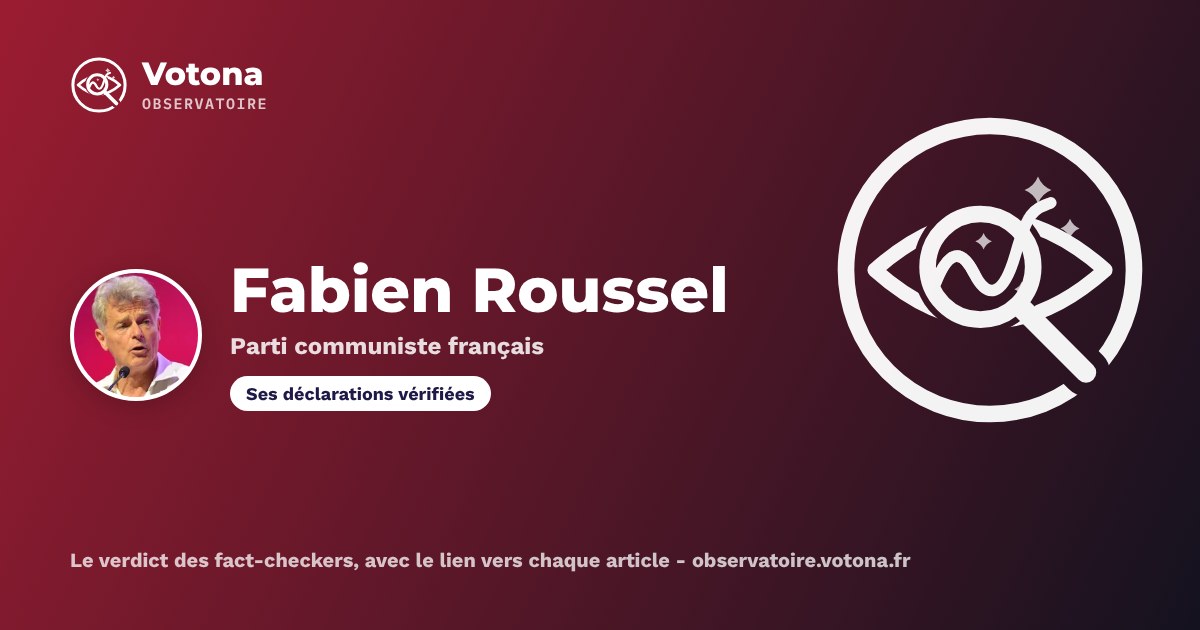 Votona
OBSERVATOIRE
Fabien Roussel
Parti communiste français
Ses déclarations vérifiées
Le verdict des fact-checkers, avec le lien vers chaque article - observatoire.votona.fr